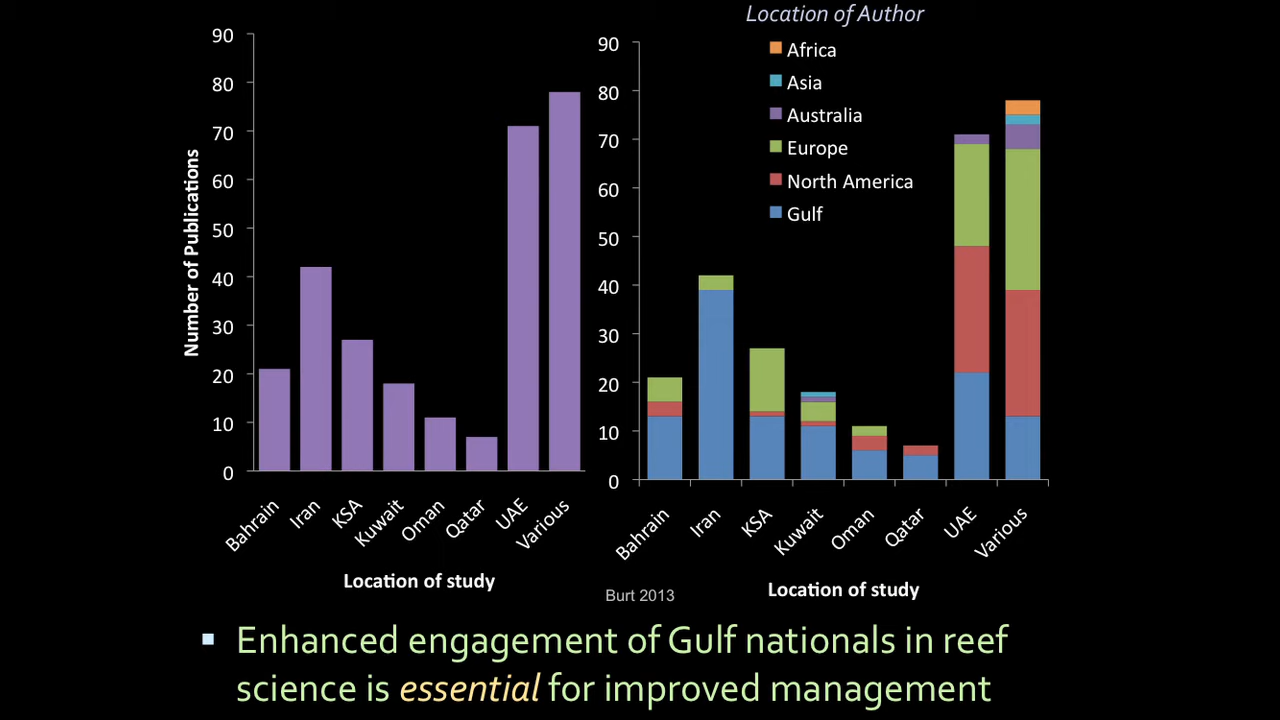 Location of Author
90
80
70
60
50
40
30
20
10
0
Number of Publications
Bahrain
Iran
KSA
Kuwait
Oman
Qatar
UAE
Various
Location of study
90
80
70
60
50
40
30
20
10
0
Africa
Asia
Australia
Europe
North America
Gulf
Bahrain
Iran
KSA
Kuwait
Oman
Qatar
UAE
Various
Location of study
Burt 2013
▪ Enhanced engagement of Gulf nationals in reef
science is essential for improved management